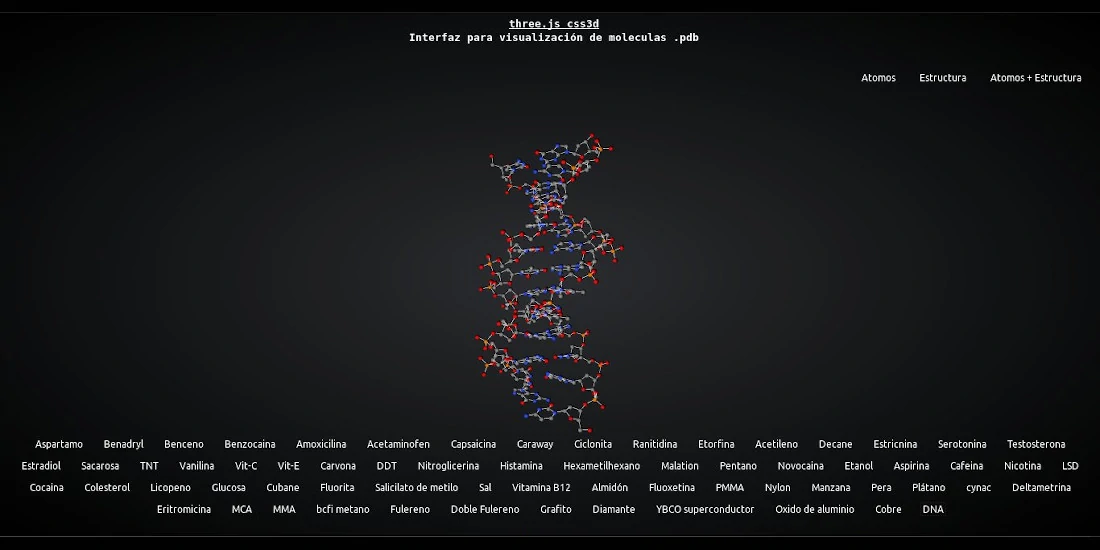 three.js css3d
Interfaz para visualización de moleculas .pdb
Atomos Estructura Atomos + Estructura
Aspartamo Benadryl Benceno Benzocaina Amoxicilina Acetaminofen Capsaicina Caraway Ciclonita Ranitidina Etorfina Acetileno Decane Estricnina Serotonina Testosterona
Estradiol Sacarosa TNT Vanilina Vit-C Vit-E Carvona DDT Nitroglicerina Histamina Hexametilhexano Malation Pentano Novocaina Etanol Aspirina Cafeina Nicotina LSD
Cocaina Colesterol Licopeno Glucosa Cubane Fluorita Salicilato de metilo Sal Vitamina B12 Almidón Fluoxetina PMMA Nylon Manzana Pera Plátano cynac Deltametrina
Eritromicina MCA MMA bcfi metano Fulereno Doble Fulereno Grafito Diamante YBCO superconductor Oxido de aluminio Cobre DNA